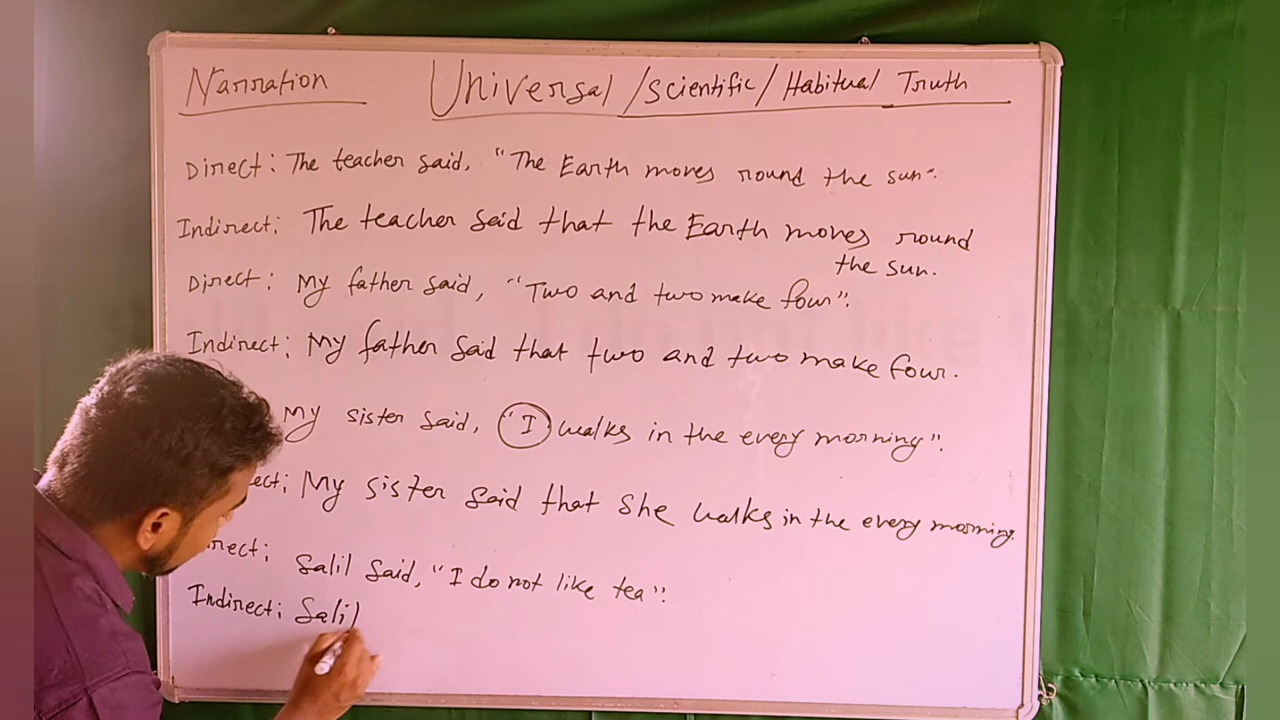 Narration Universal/scientific/Habitual Truth
Direct: The teacher said, "The Earth moves round the sun".
Indirect: The teacher said that the Earth moves round
the sun.
Direct: My father said, "Two and two make four".
Indirect: My father said that two and two make four.
My sister said, "I walks in the every morning".
ect: My sister said that she walks in the every morning.
rect: Salil said, "I do not like tea".
Indirect: Salil